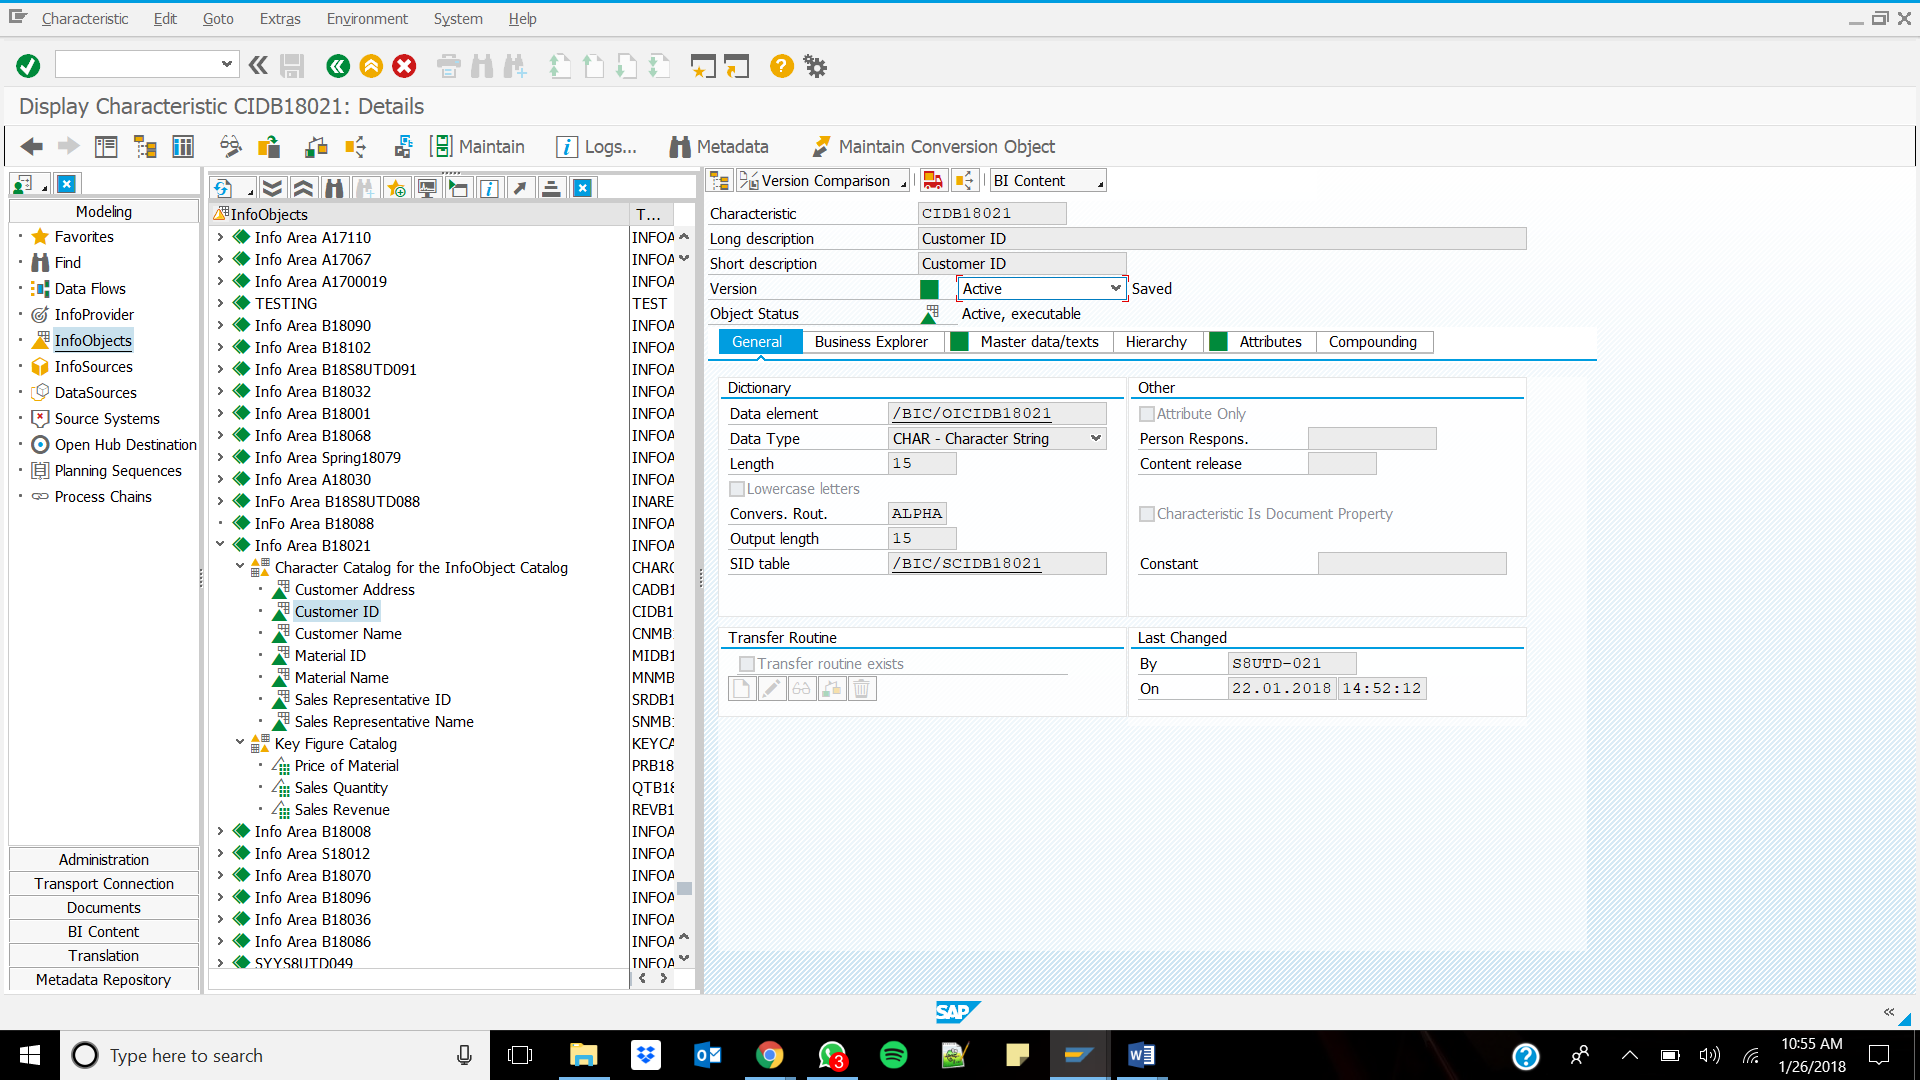 Characteristic Edit Goto Extras Environment System Help
Display Characteristic CIDB18021: Details
Maintain Logs... Metadata Maintain Conversion Object
Modeling
Favorites
Find
Data Flows
InfoProvider
InfoObjects
InfoSources
DataSources
Source Systems
Open Hub Destination
Planning Sequences
Process Chains
Administration
Transport Connection
Documents
BI Content
Translation
Metadata Repository
InfoObjects T...
Info Area A17110 INFOA
Info Area A17067 INFOA
Info Area A1700019 INFOA
TESTING TEST
Info Area B18090 INFOA
Info Area B18102 INFOA
Info Area B18S8UTD091 INFOA
Info Area B18032 INFOA
Info Area B18001 INFOA
Info Area B18068 INFOA
Info Area Spring18079 INFOA
Info Area A18030 INFOA
InFo Area B18S8UTD088 INARE
InFo Area B18088 INFOA
Info Area B18021 INFOA
Character Catalog for the InfoObject Catalog CHARC
Customer Address CADB1
Customer ID CIDB1
Customer Name CNMB1
Material ID MIDB1
Material Name MNMB
Sales Representative ID SRDB1
Sales Representative Name SNMB1
Key Figure Catalog KEYCA
Price of Material PRB18
Sales Quantity QTB18
Sales Revenue REVB1
Info Area B18008 INFOA
Info Area S18012 INFOA
Info Area B18070 INFOA
Info Area B18096 INFOA
Info Area B18036 INFOA
Info Area B18086 INFOA
SYYS8UTD049 INFOA
Version Comparison BI Content
Characteristic CIDB18021
Long description Customer ID
Short description Customer ID
Version Active Saved
Object Status Active, executable
General Business Explorer Master data/texts Hierarchy Attributes Compounding
Dictionary
Data element /BIC/OICIDB18021
Data Type CHAR - Character String
Length 15
Lowercase letters
Convers. Rout. ALPHA
Output length 15
SID table /BIC/SCIDB18021
Other
Attribute Only
Person Respons.
Content release
Characteristic Is Document Property
Constant
Transfer Routine
Transfer routine exists
Last Changed
By S8UTD-021
On 22.01.2018 14:52:12
SAP
Type here to search
3
10:55 AM
1/26/2018